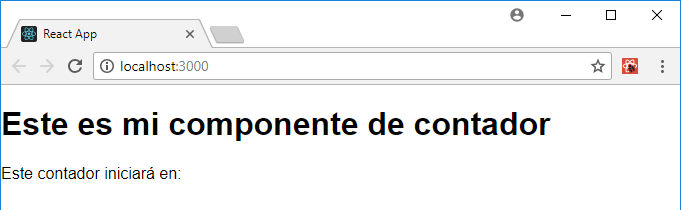 React App
localhost:3000
Este es mi componente de contador
Este contador iniciará en: